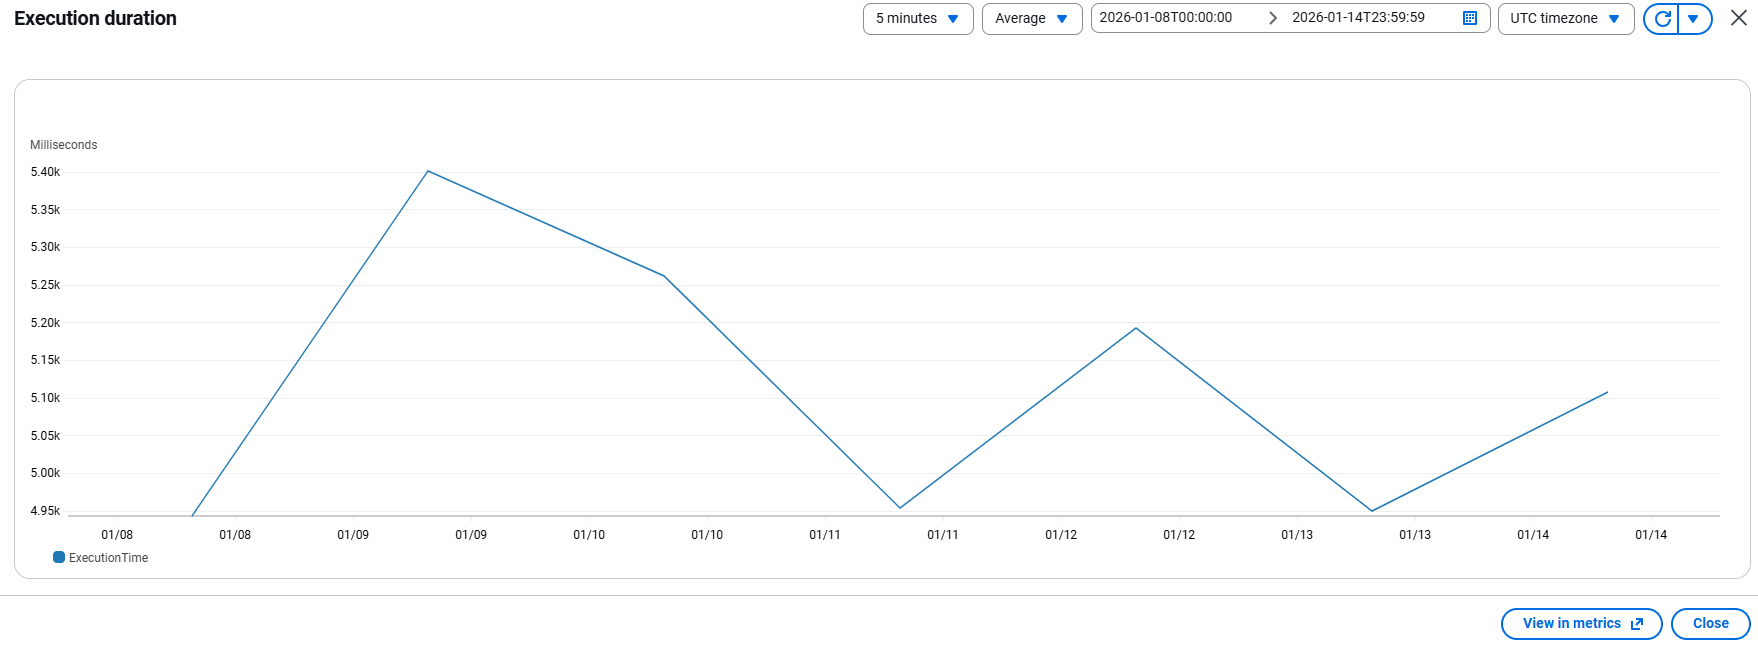 Execution duration
5 minutes
Average
2026-01-08T00:00:00
2026-01-14T23:59:59
UTC timezone
Milliseconds
5.40k
5.35k
5.30k
5.25k
5.20k
5.15k
5.10k
5.05k
5.00k
4.95k
01/08 01/08 01/09 01/09 01/10 01/10 01/11 01/11 01/12 01/12 01/13 01/13 01/14 01/14
ExecutionTime
View in metrics
Close